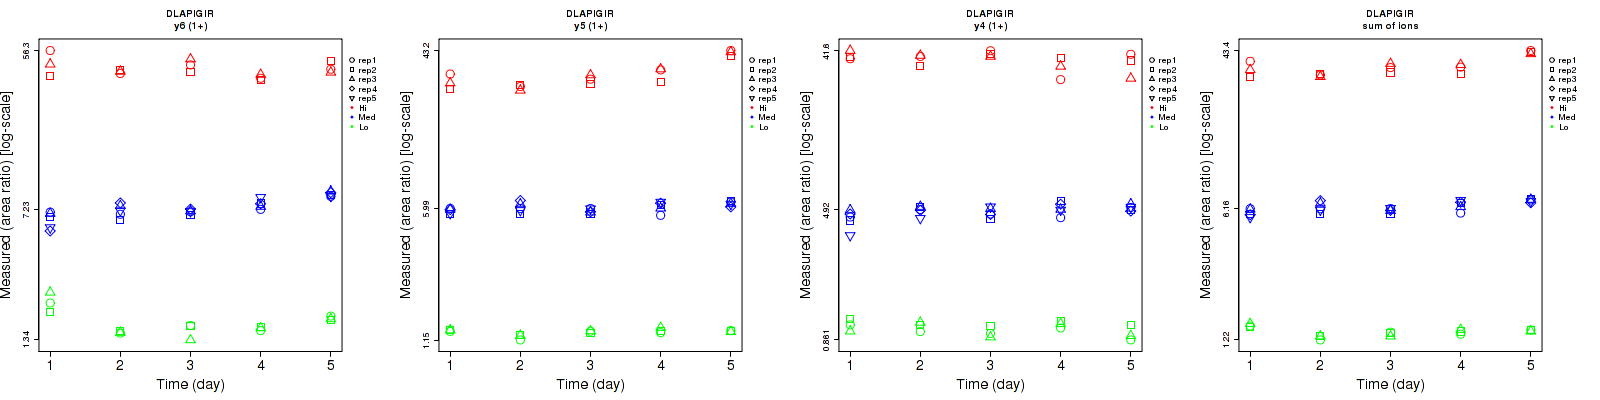 DLAPIGIR
y6 (1+)
Measured (area ratio) [log-scale]
56.3
7.23
1.34
1 2 3 4 5
Time (day)
rep1
rep2
rep3
rep4
rep5
Hi
Med
Lo
DLAPIGIR
y5 (1+)
Measured (area ratio) [log-scale]
43.2
5.99
1.15
1 2 3 4 5
Time (day)
rep1
rep2
rep3
rep4
rep5
Hi
Med
Lo
DLAPIGIR
y4 (1+)
Measured (area ratio) [log-scale]
41.6
4.92
0.861
1 2 3 4 5
Time (day)
rep1
rep2
rep3
rep4
rep5
Hi
Med
Lo
DLAPIGIR
sum of ions
Measured (area ratio) [log-scale]
43.4
6.16
1.22
1 2 3 4 5
Time (day)
rep1
rep2
rep3
rep4
rep5
Hi
Med
Lo